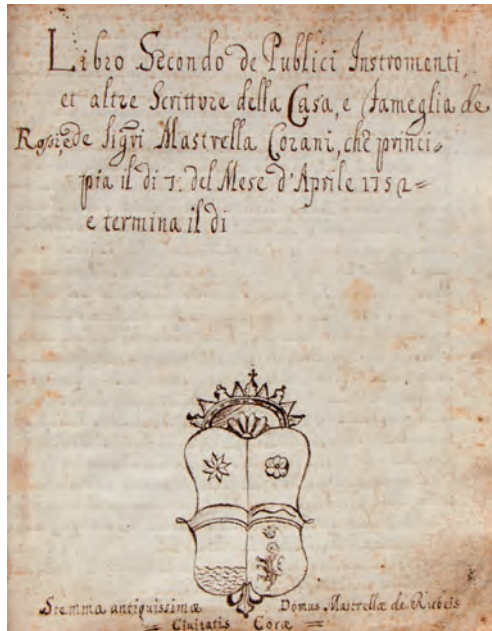 Libro Secondo de Publici Instromenti,
et altre Scritture della Casa, e fameglia de
Rossi, e de Sigri Mastrella Corani, che princi=
pia il di 7. del Mese d'Aprile 1752=
e termina il di
Stemma antiquissimæ Domus Mastrellæ de Rubeis
= Civitatis Coræ =